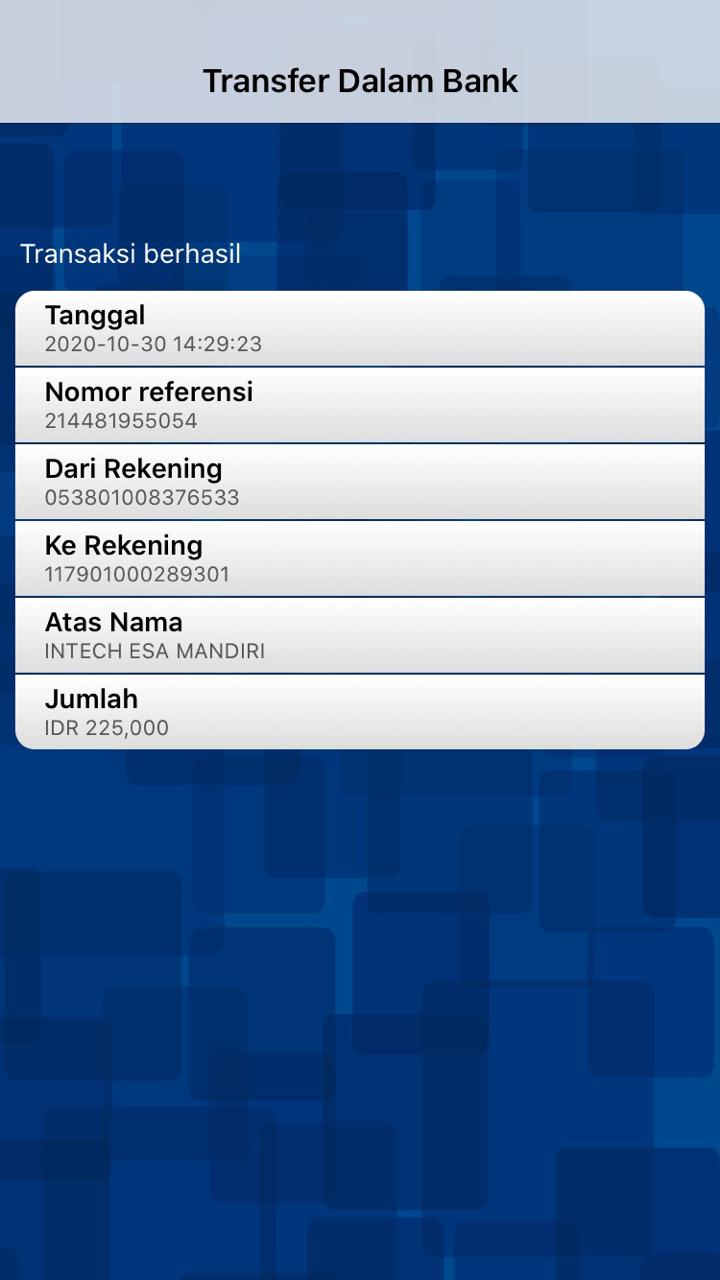 Transfer Dalam Bank
Transaksi berhasil
Tanggal
2020-10-30 14:29:23
Nomor referensi
214481955054
Dari Rekening
053801008376533
Ke Rekening
117901000289301
Atas Nama
INTECH ESA MANDIRI
Jumlah
IDR 225,000